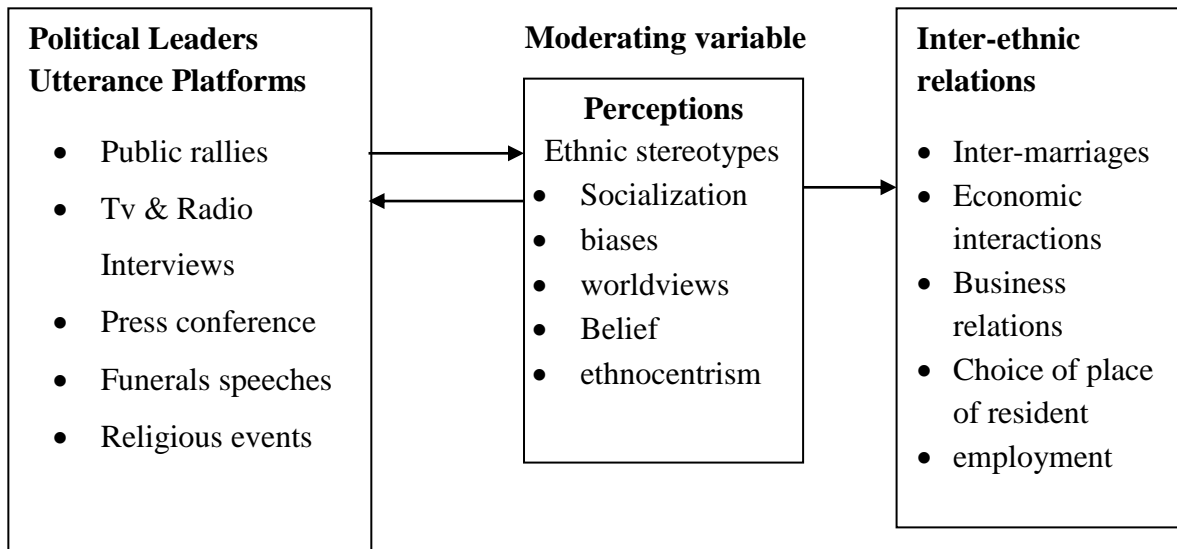 Political Leaders
Utterance Platforms
• Public rallies
• Tv & Radio
Interviews
• Press conference
• Funerals speeches
• Religious events
Moderating variable
Perceptions
Ethnic stereotypes
• Socialization
• biases
• worldviews
• Belief
• ethnocentrism
Inter-ethnic
relations
• Inter-marriages
• Economic
interactions
• Business
relations
• Choice of place
of resident
• employment